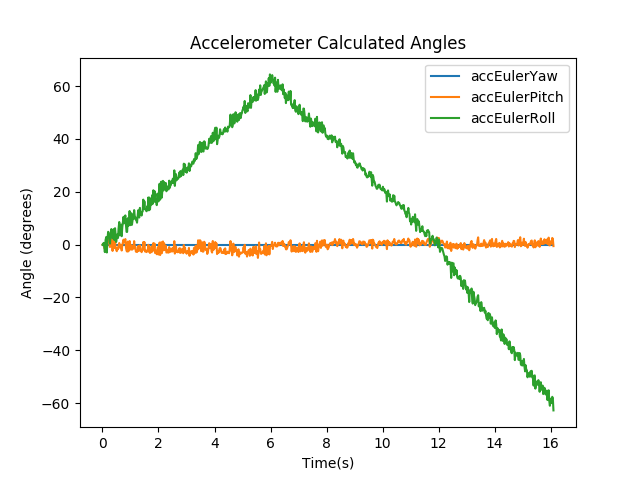 Accelerometer Calculated Angles
accEulerYaw
accEulerPitch
accEulerRoll
60
40
20
0
−20
−40
−60
Angle (degrees)
0 2 4 6 8 10 12 14 16
Time(s)